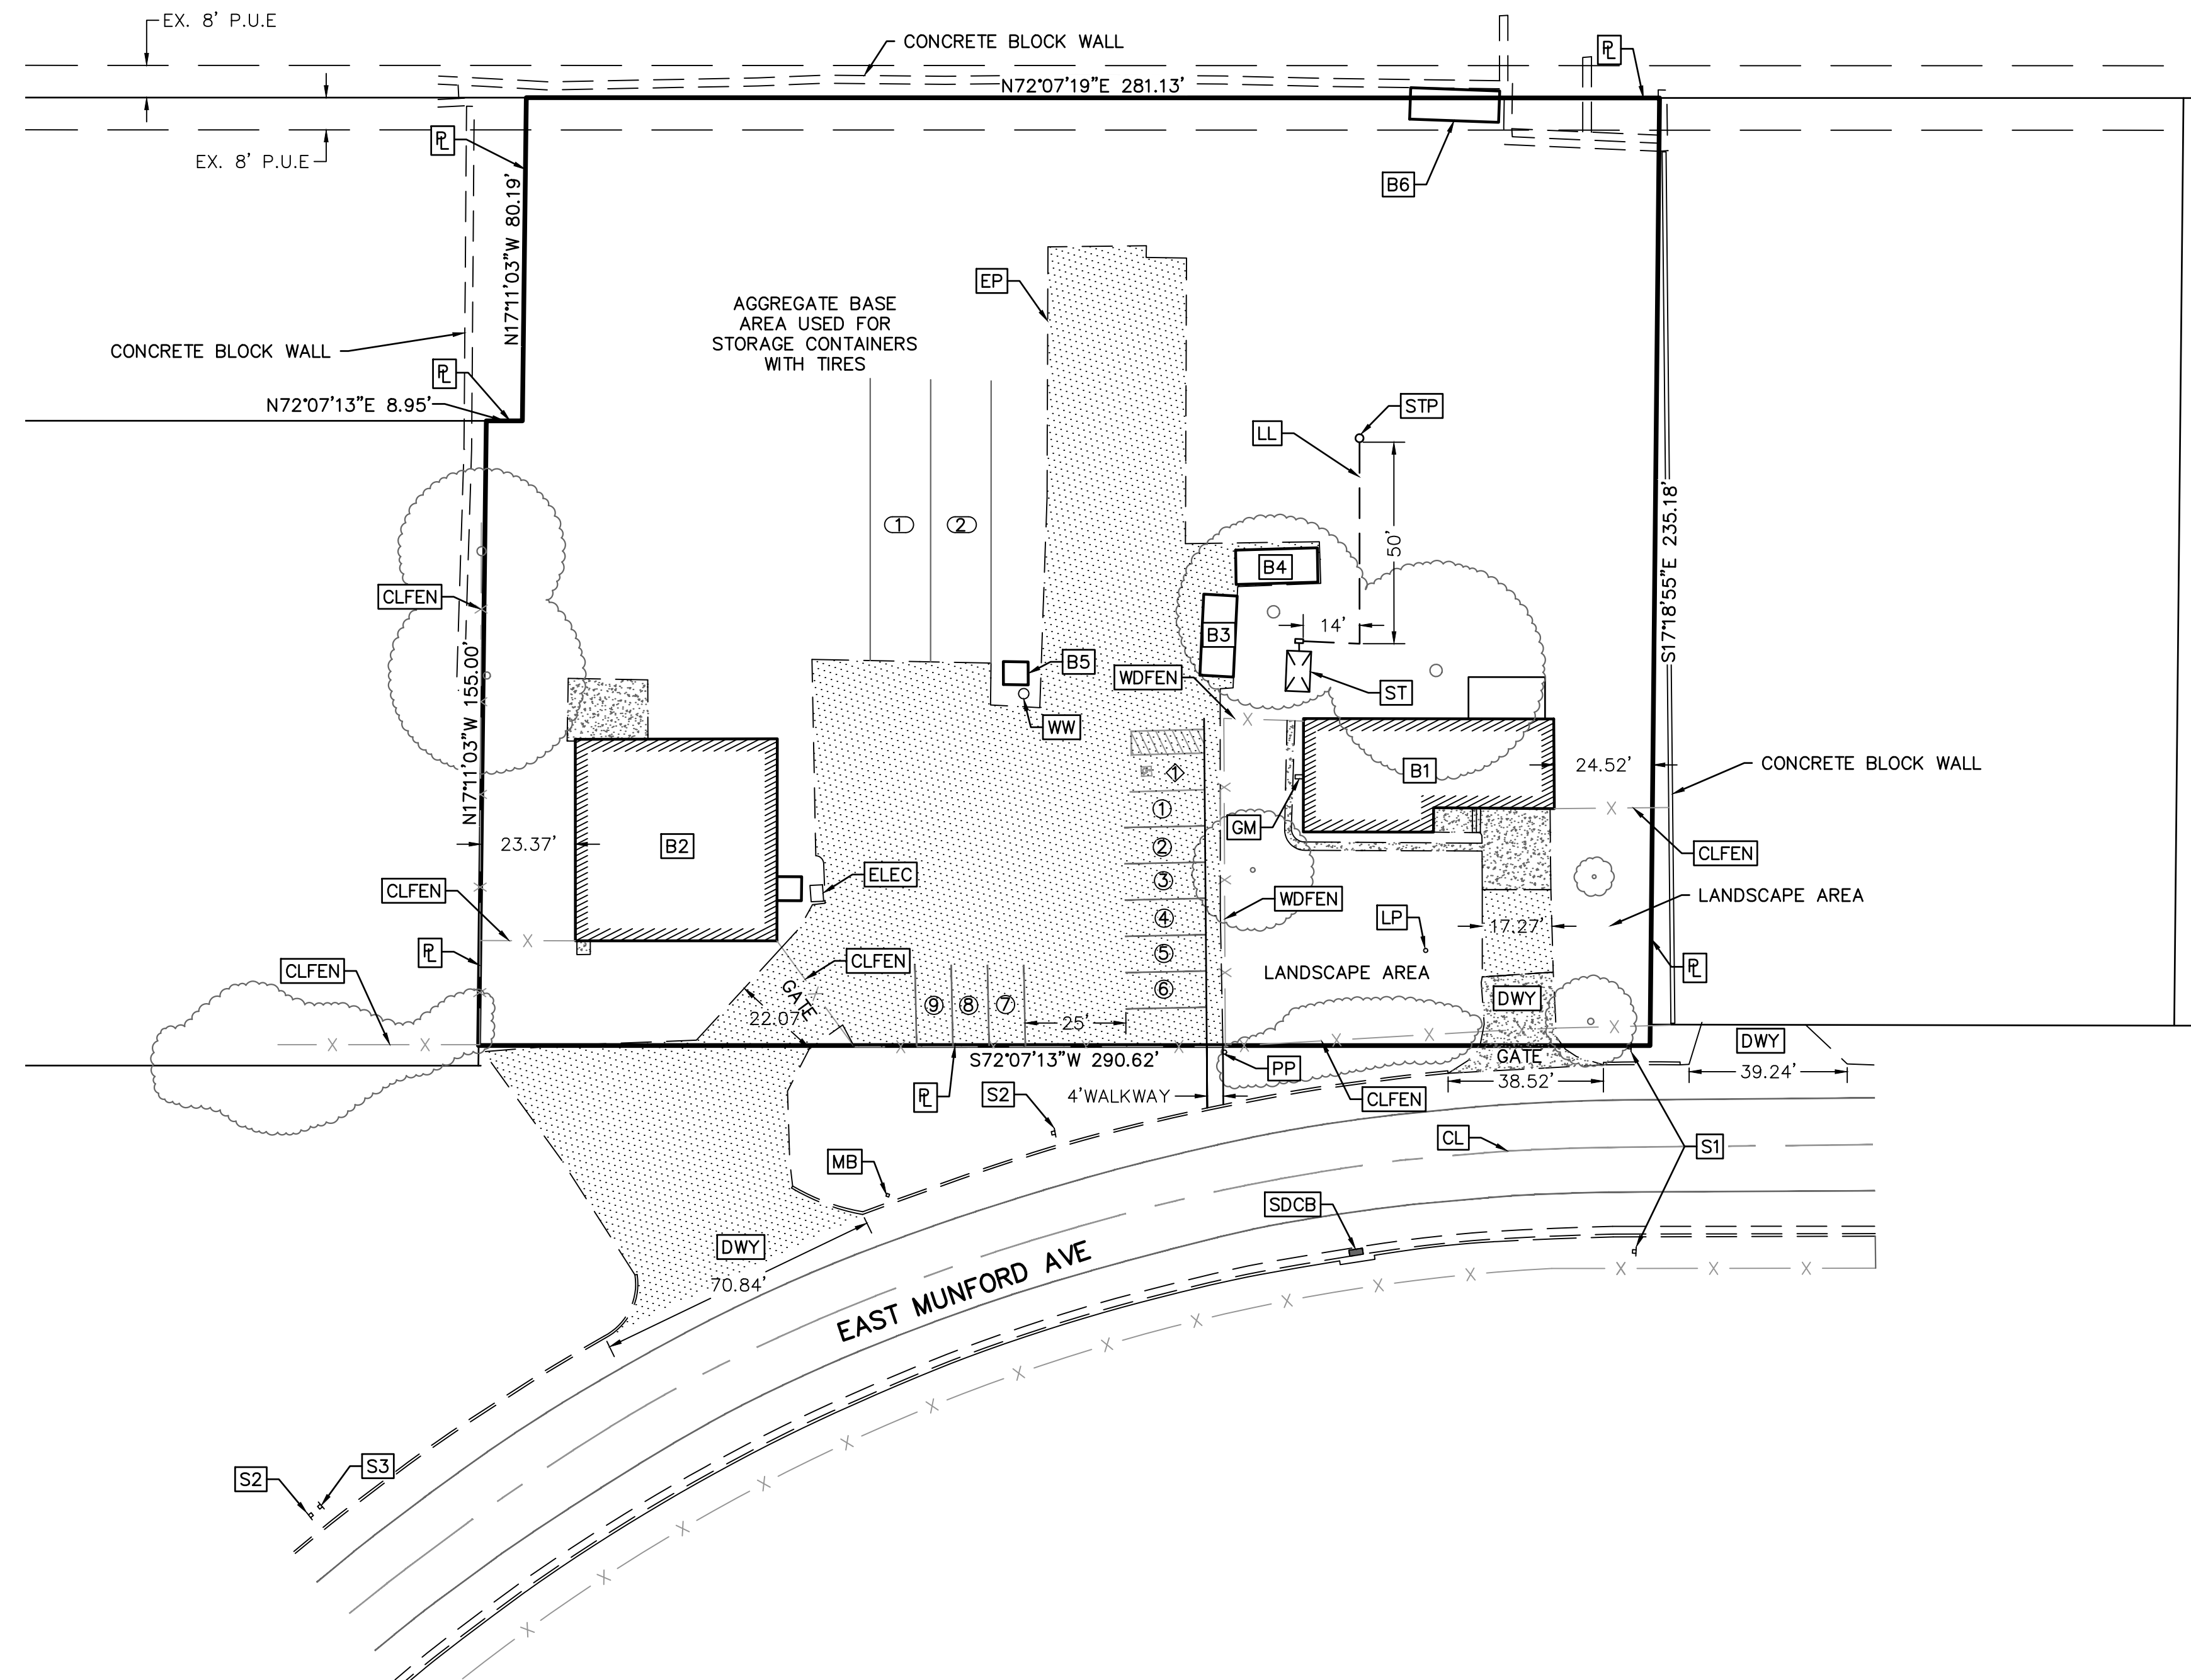 EX. 8' P.U.E
CONCRETE BLOCK WALL
PL
N72°07'19"E 281.13'
PL
EX. 8' P.U.E
B6
N17°11'03"W 80.19'
EP
AGGREGATE BASE
AREA USED FOR
STORAGE CONTAINERS
WITH TIRES
CONCRETE BLOCK WALL
PL
N72°07'13"E 8.95'
STP
LL
1
2
50'
S17°18'55"E 235.18'
B4
CLFEN
14'
B3
B5
WDFEN
ST
N17°11'03"W 155.00'
WW
1
B1
24.52'
CONCRETE BLOCK WALL
1
GM
23.37'
B2
2
CLFEN
ELEC
3
CLFEN
WDFEN
LANDSCAPE AREA
4
LP
17.27'
PL
5
CLFEN
CLFEN
LANDSCAPE AREA
PL
6
GATE
9
8
7
DWY
22.07'
25'
DWY
S72°07'13"W 290.62'
GATE
PP
38.52'
39.24'
PL
S2
4'WALKWAY
CLFEN
CL
S1
MB
SDCB
DWY
70.84'
EAST MUNFORD AVE
S2
S3